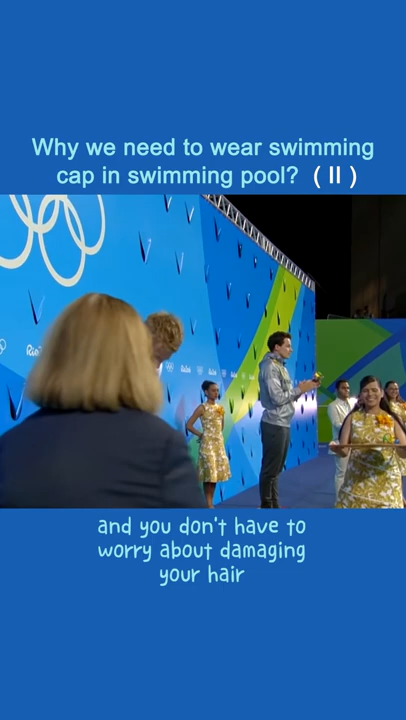 Why we need to wear swimming
cap in swimming pool? ( II )
and you don't have to
worry about damaging
your hair